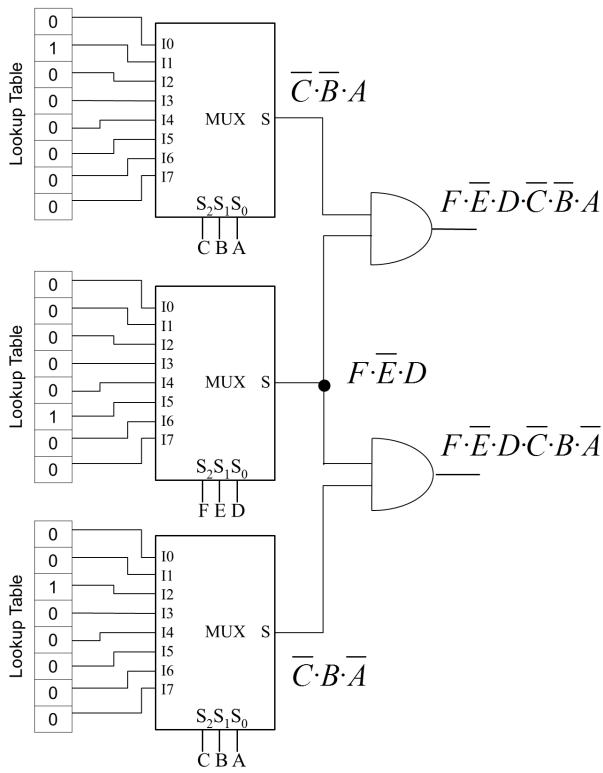 Lookup Table
0
1
0
0
0
0
0
0
I0
I1
I2
I3
I4
I5
I6
I7
MUX S
S₂S₁S₀
C B A
C̅·B̅·A
F·E̅·D·C̅·B̅·A
Lookup Table
0
0
0
0
0
1
0
0
I0
I1
I2
I3
I4
I5
I6
I7
MUX S
S₂S₁S₀
F E D
F·E̅·D
F·E̅·D·C̅·B·A̅
Lookup Table
0
0
1
0
0
0
0
0
I0
I1
I2
I3
I4
I5
I6
I7
MUX S
S₂S₁S₀
C B A
C̅·B·A̅